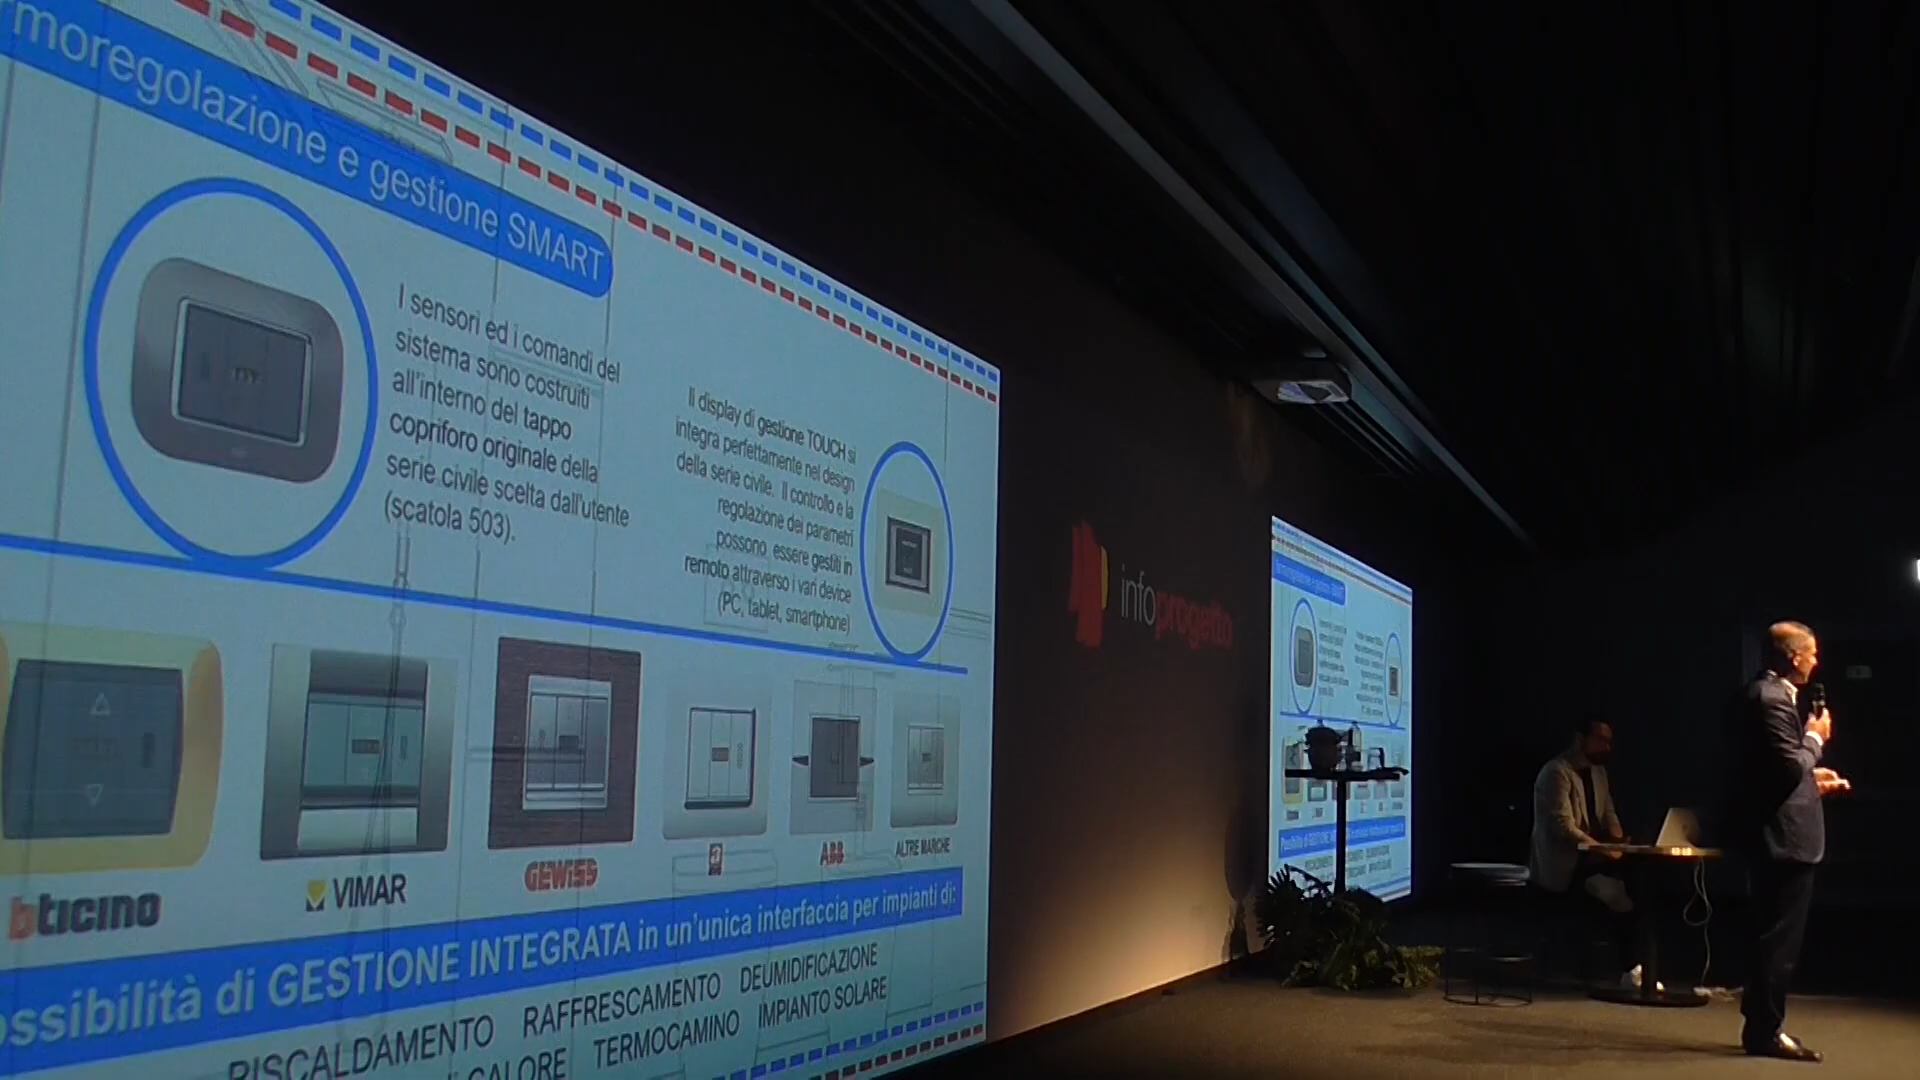 moregolazione e gestione SMART
I sensori ed i comandi del
sistema sono costruiti
all'interno del tappo
copriforo originale della
serie civile scelta dall'utente
(scatola 503).
Il display di gestione TOUCH si
integra perfettamente nel design
della serie civile. Il controllo e la
regolazione dei parametri
possono essere gestiti in
remoto attraverso i vari device
(PC, tablet, smartphone)
bticino
VIMAR
GEWISS
ABB
ALTRE MARCHE
ossibilità di GESTIONE INTEGRATA in un'unica interfaccia per impianti di:
RISCALDAMENTO RAFFRESCAMENTO DEUMIDIFICAZIONE
CALORE TERMOCAMINO IMPIANTO SOLARE
infoprogetto